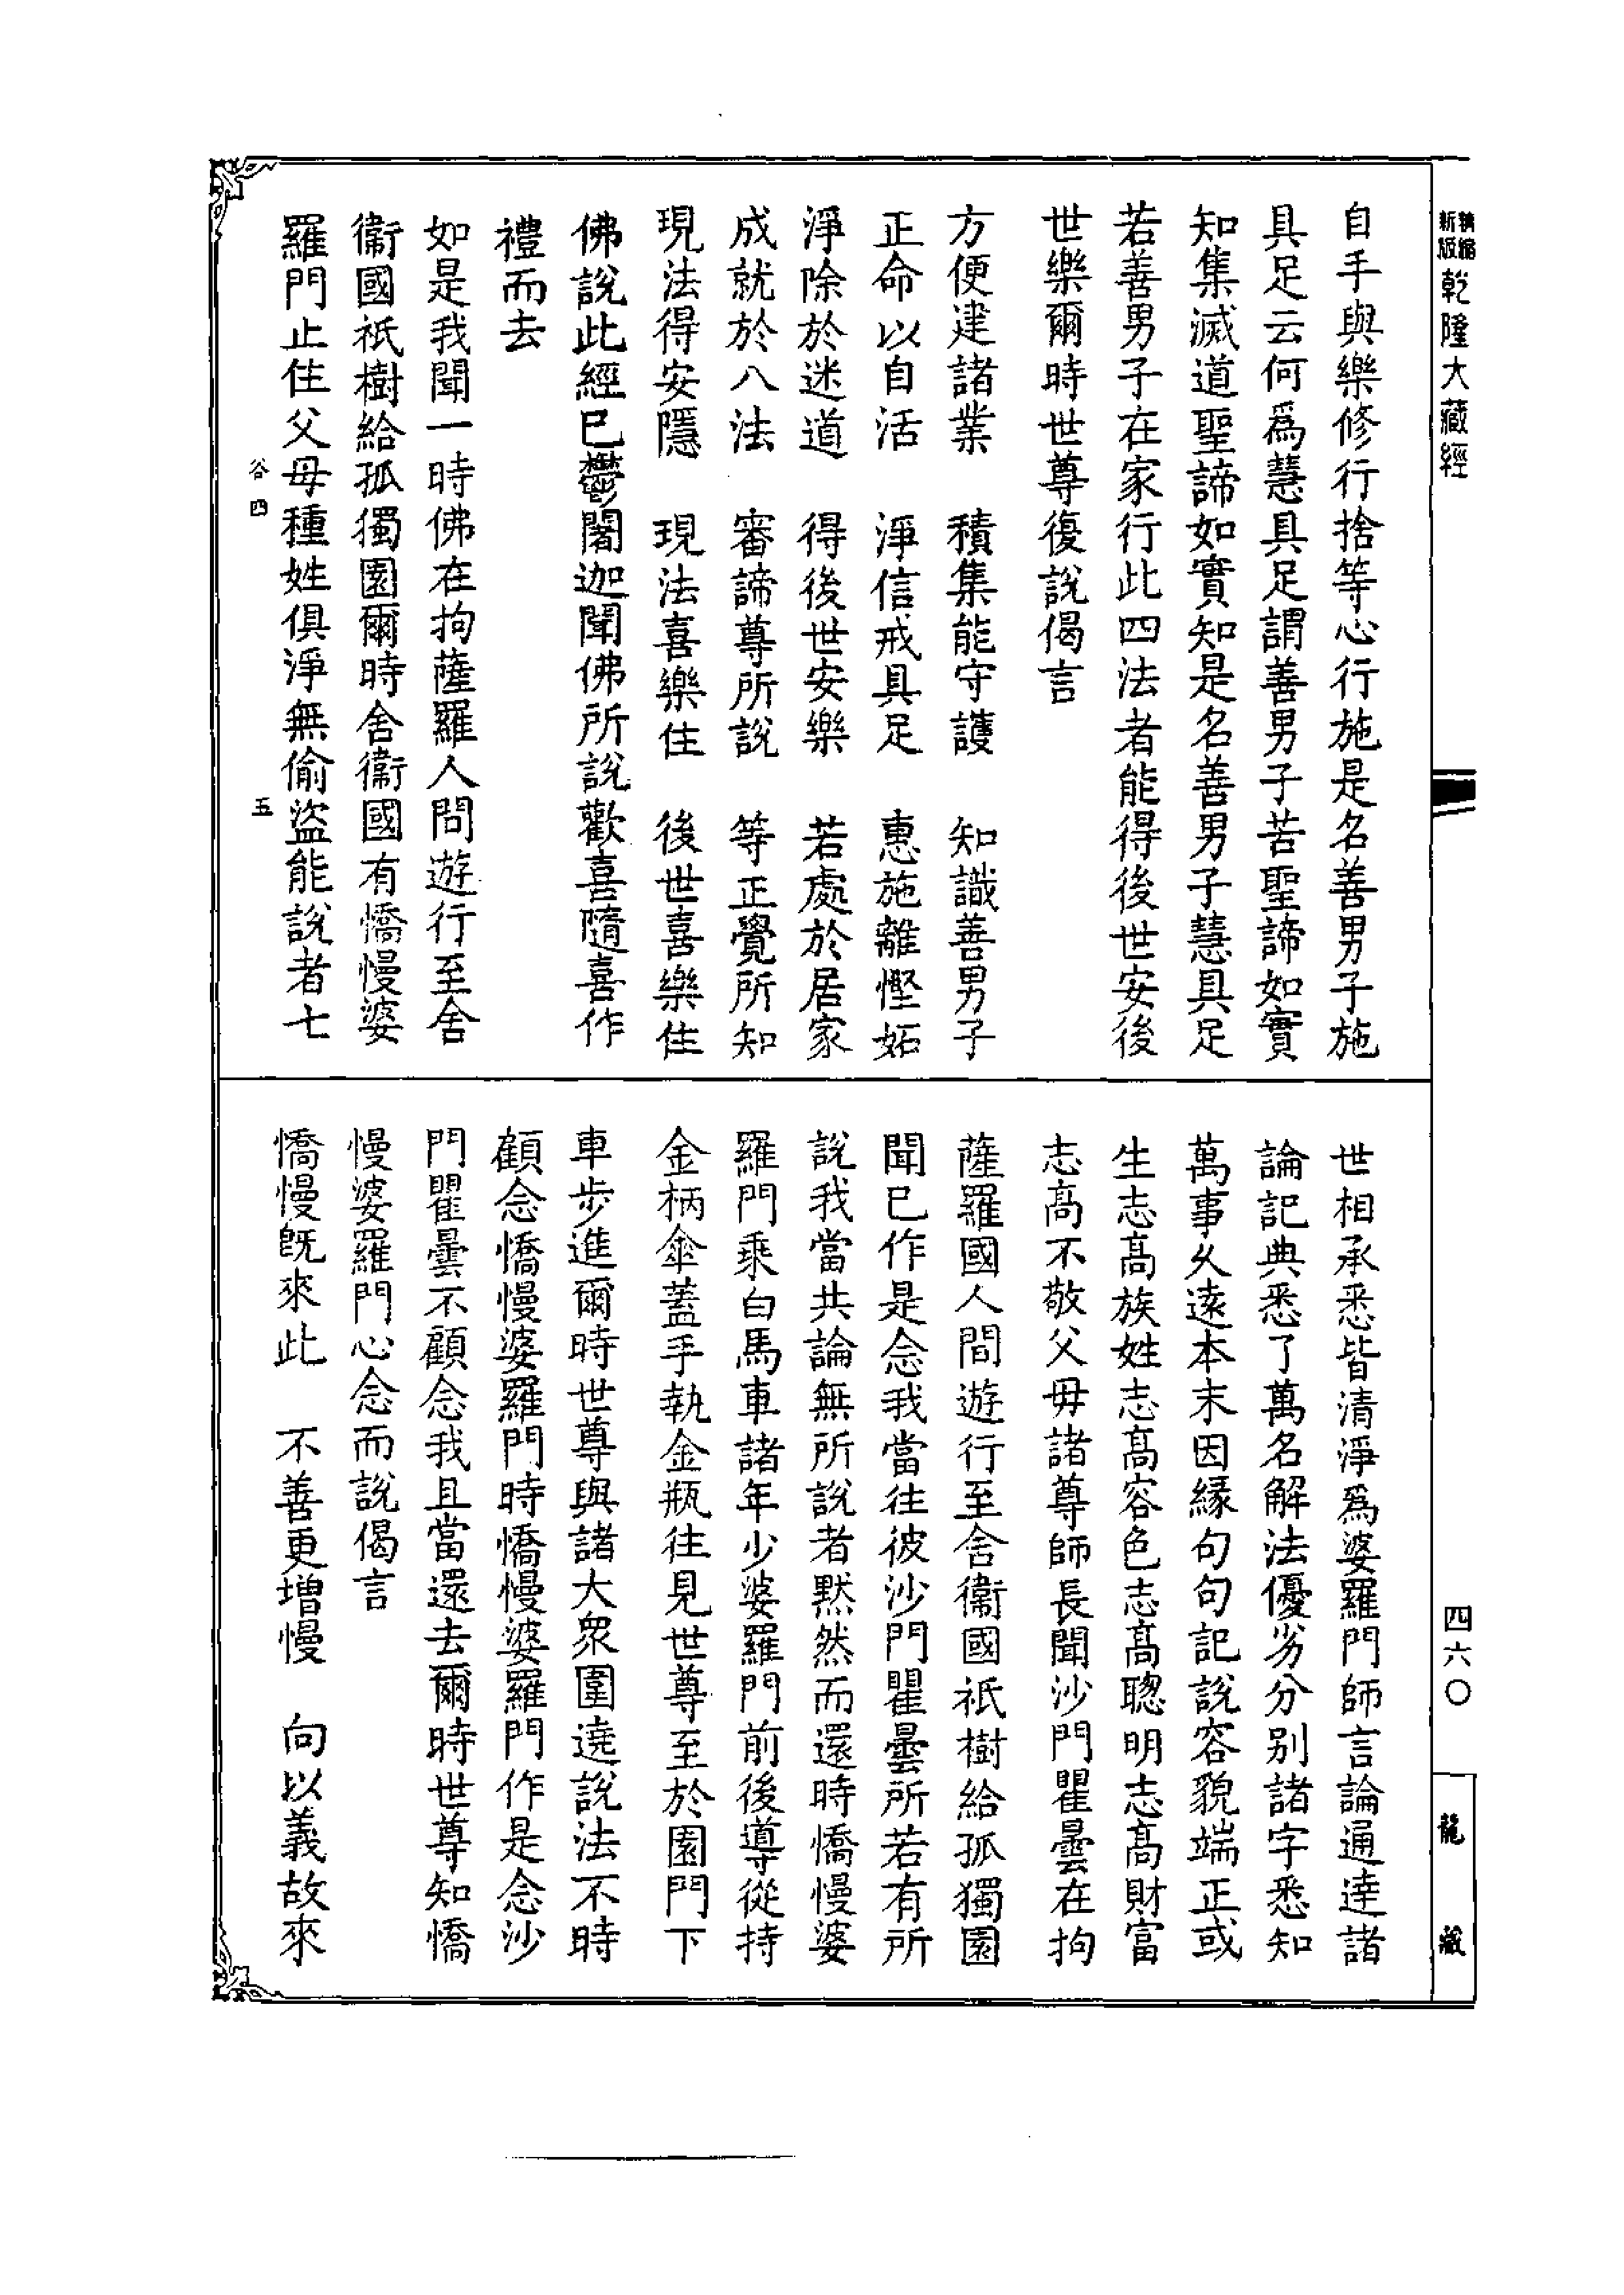 精縮新版乾隆大藏經
自手與樂修行捨等心行施是名善男子施
具足云何爲慧具足謂善男子苦聖諦如實
知集滅道聖諦如實知是名善男子慧具足
若善男子在家行此四法者能得後世安後
世樂爾時世尊復說偈言
方便建諸業　積集能守護　知識善男子
正命以自活　淨信戒具足　惠施離慳妬
淨除於迷道　得後世安樂　若處於居家
成就於八法　審諦尊所說　等正覺所知
現法得安隱　現法喜樂住　後世喜樂住
佛說此經已鬱闍迦聞佛所說歡喜隨喜作
禮而去
如是我聞一時佛在拘薩羅人間遊行至舍
衞國祇樹給孤獨園爾時舍衞國有憍慢婆
羅門止住父母種姓俱淨無偷盜能說者七
谷四　五
世相承悉皆清淨爲婆羅門師言論通達諸
論記典悉了萬名解法優劣分別諸字悉知
萬事久遠本末因緣句句記說容貌端正或
生志高族姓志高容色志高聰明志高財富
志高不敬父母諸尊師長聞沙門瞿曇在拘
薩羅國人間遊行至舍衞國祇樹給孤獨園
聞已作是念我當往彼沙門瞿曇所若有所
說我當共論無所說者默然而還時憍慢婆
羅門乘白馬車諸年少婆羅門前後導從持
金柄傘蓋手執金瓶往見世尊至於園門下
車步進爾時世尊與諸大衆圍遶說法不時
顧念憍慢婆羅門時憍慢婆羅門作是念沙
門瞿曇不顧念我且當還去爾時世尊知憍
慢婆羅門心念而說偈言
憍慢旣來此　不善更增慢　向以義故來
四六〇
龍藏